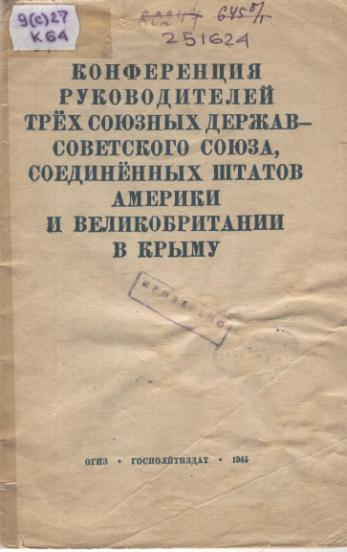 9(c)27
К64
251624
КОНФЕРЕНЦИЯ
РУКОВОДИТЕЛЕЙ
ТРЁХ СОЮЗНЫХ ДЕРЖАВ—
СОВЕТСКОГО СОЮЗА,
СОЕДИНЁННЫХ ШТАТОВ
АМЕРИКИ
И ВЕЛИКОБРИТАНИИ
В КРЫМУ
ОГИЗ • ГОСПОЛИТИЗДАТ • 1945